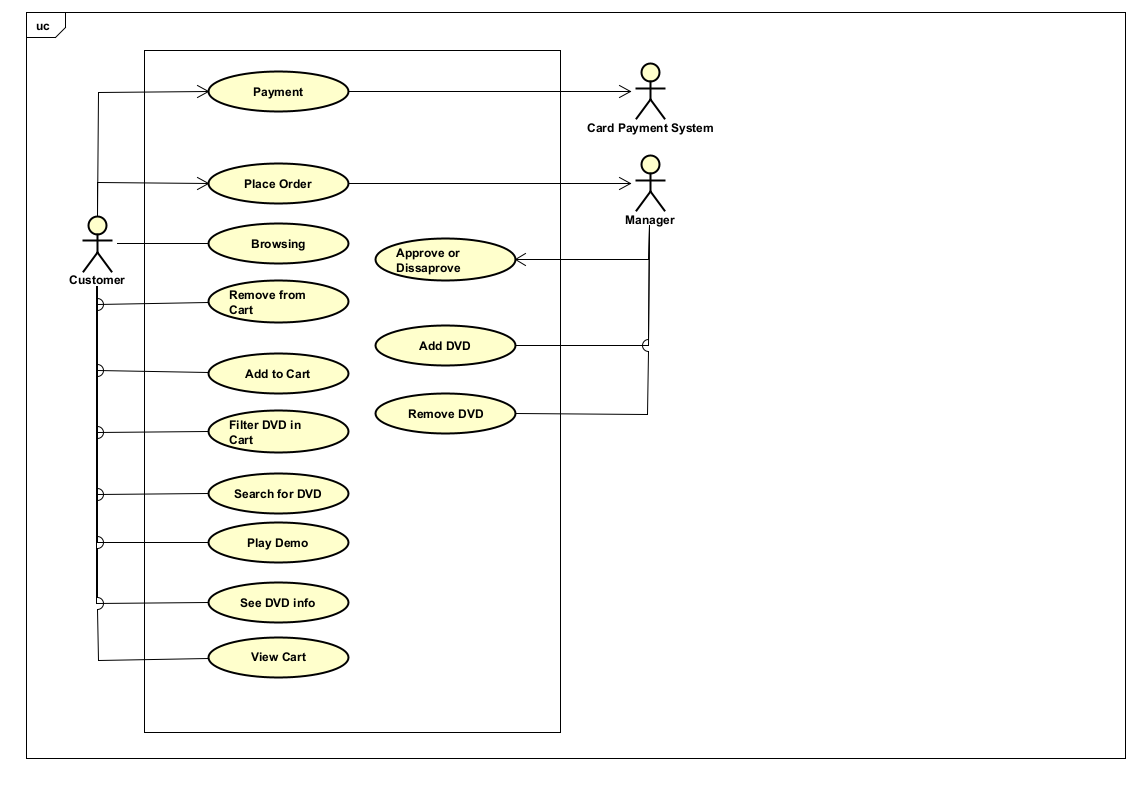 uc
Payment
Card Payment System
Place Order
Manager
Browsing
Customer
Approve or
Dissaprove
Remove from
Cart
Add DVD
Add to Cart
Remove DVD
Filter DVD in
Cart
Search for DVD
Play Demo
See DVD info
View Cart